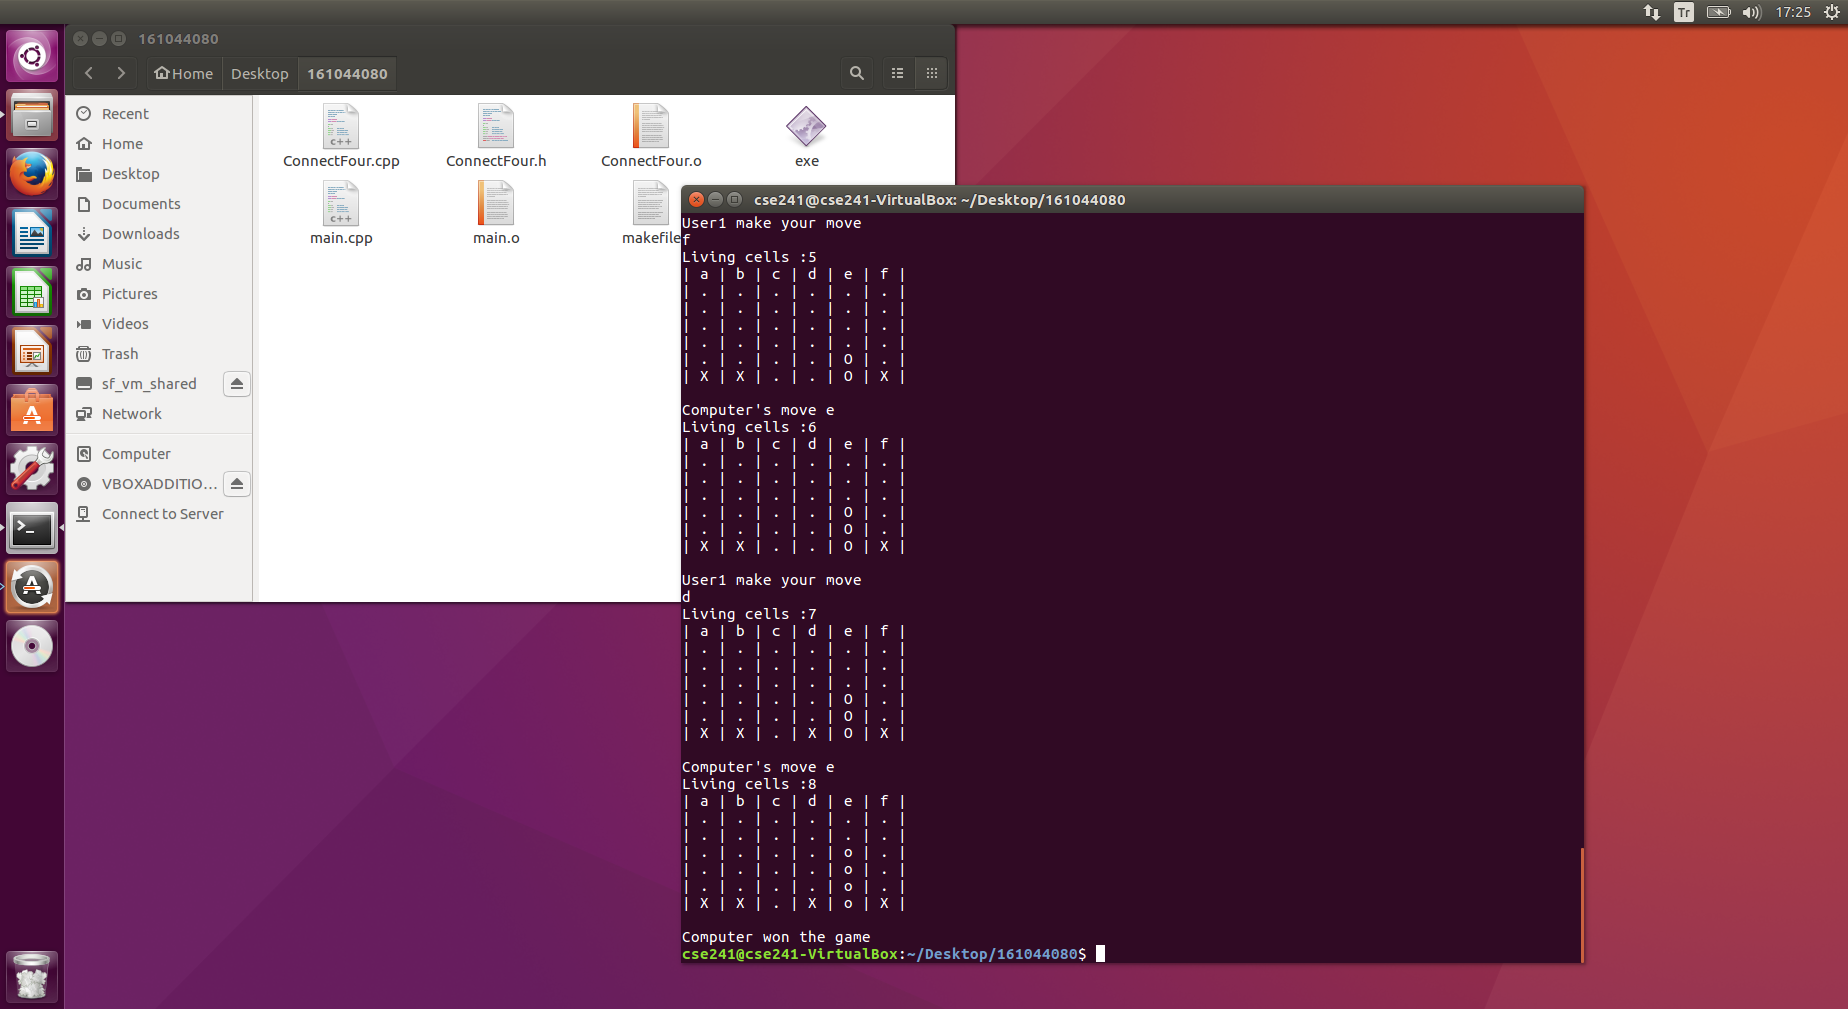 Tr
17:25
161044080
Home Desktop 161044080
Recent
Home
Desktop
Documents
Downloads
Music
Pictures
Videos
Trash
sf_vm_shared
Network
Computer
VBOXADDITIO...
Connect to Server
c++
ConnectFour.cpp ConnectFour.h ConnectFour.o exe
c++
main.cpp main.o makefile
cse241@cse241-VirtualBox: ~/Desktop/161044080
User1 make your move
f
Living cells :5
| a | b | c | d | e | f |
| . | . | . | . | . | . |
| . | . | . | . | . | . |
| . | . | . | . | . | . |
| . | . | . | . | . | . |
| . | . | . | . | O | . |
| X | X | . | . | O | X |
Computer's move e
Living cells :6
| a | b | c | d | e | f |
| . | . | . | . | . | . |
| . | . | . | . | . | . |
| . | . | . | . | . | . |
| . | . | . | . | O | . |
| . | . | . | . | O | . |
| X | X | . | . | O | X |
User1 make your move
d
Living cells :7
| a | b | c | d | e | f |
| . | . | . | . | . | . |
| . | . | . | . | . | . |
| . | . | . | . | . | . |
| . | . | . | . | O | . |
| . | . | . | . | O | . |
| X | X | . | X | O | X |
Computer's move e
Living cells :8
| a | b | c | d | e | f |
| . | . | . | . | . | . |
| . | . | . | . | . | . |
| . | . | . | . | o | . |
| . | . | . | . | o | . |
| . | . | . | . | o | . |
| X | X | . | X | o | X |
Computer won the game
cse241@cse241-VirtualBox:~/Desktop/161044080$